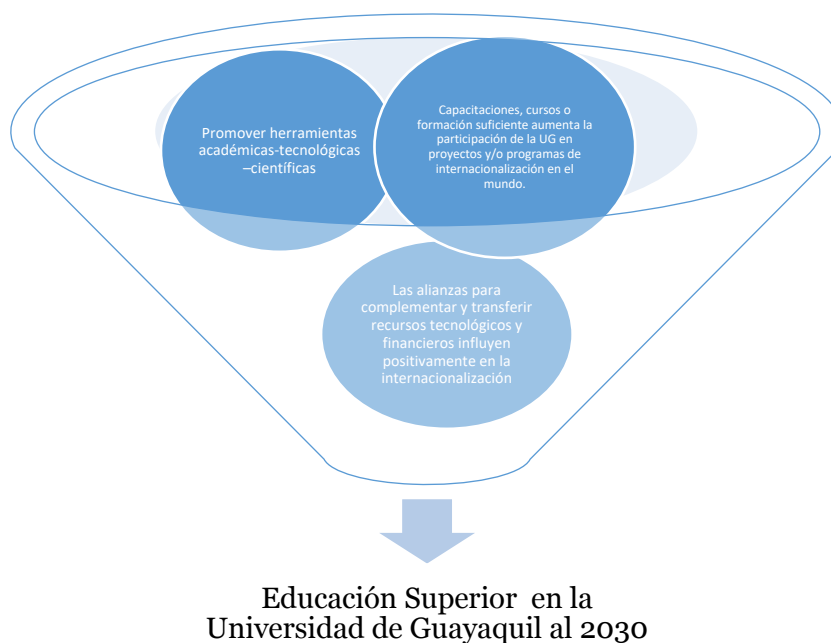 Promover herramientas
académicas-tecnológicas
–científicas
Capacitaciones, cursos o
formación suficiente aumenta la
participación de la UG en
proyectos y/o programas de
internacionalización en el
mundo.
Las alianzas para
complementar y transferir
recursos tecnológicos y
financieros influyen
positivamente en la
internacionalización
Educación Superior en la
Universidad de Guayaquil al 2030